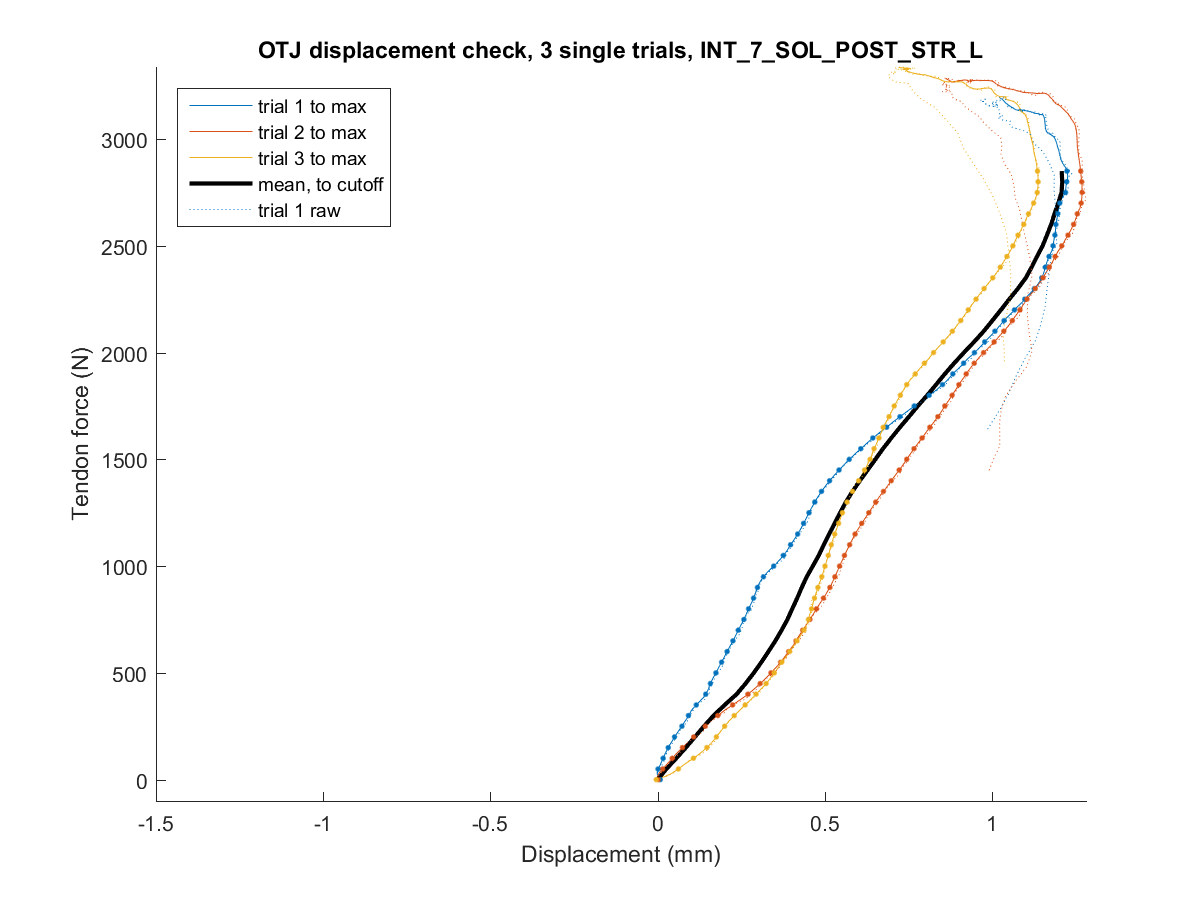 OTJ displacement check, 3 single trials, INT_7_SOL_POST_STR_L
trial 1 to max
trial 2 to max
trial 3 to max
mean, to cutoff
trial 1 raw
3000
2500
2000
1500
1000
500
0
Tendon force (N)
-1.5 -1 -0.5 0 0.5 1
Displacement (mm)